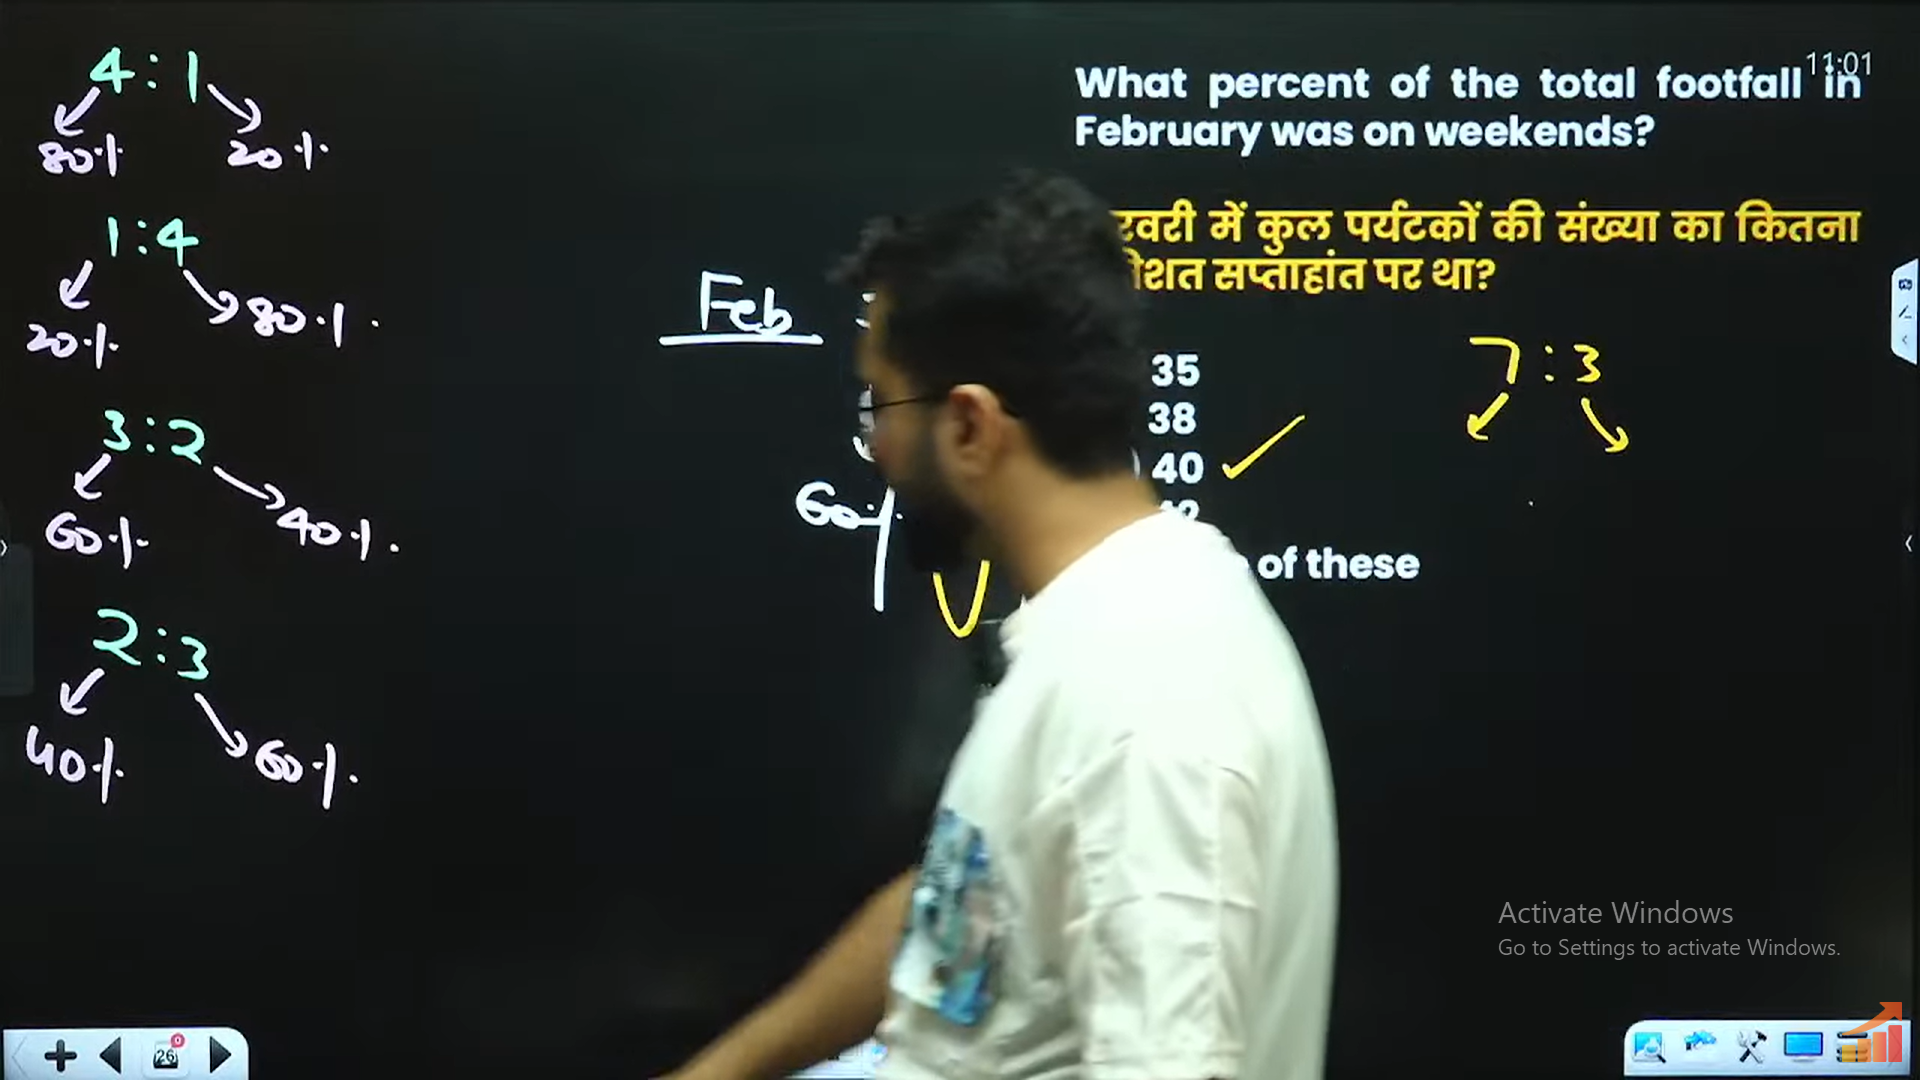 4:1
80%
20%
1:4
20%
80%.
3:2
60%
40%.
2:3
40%
60%.
11:01
What percent of the total footfall in
February was on weekends?
में कुल पर्यटकों की संख्या का कितना
सप्ताहांत पर था?
Feb
7:3
35
38
40
60%.
of these
Activate Windows
Go to Settings to activate Windows.
26